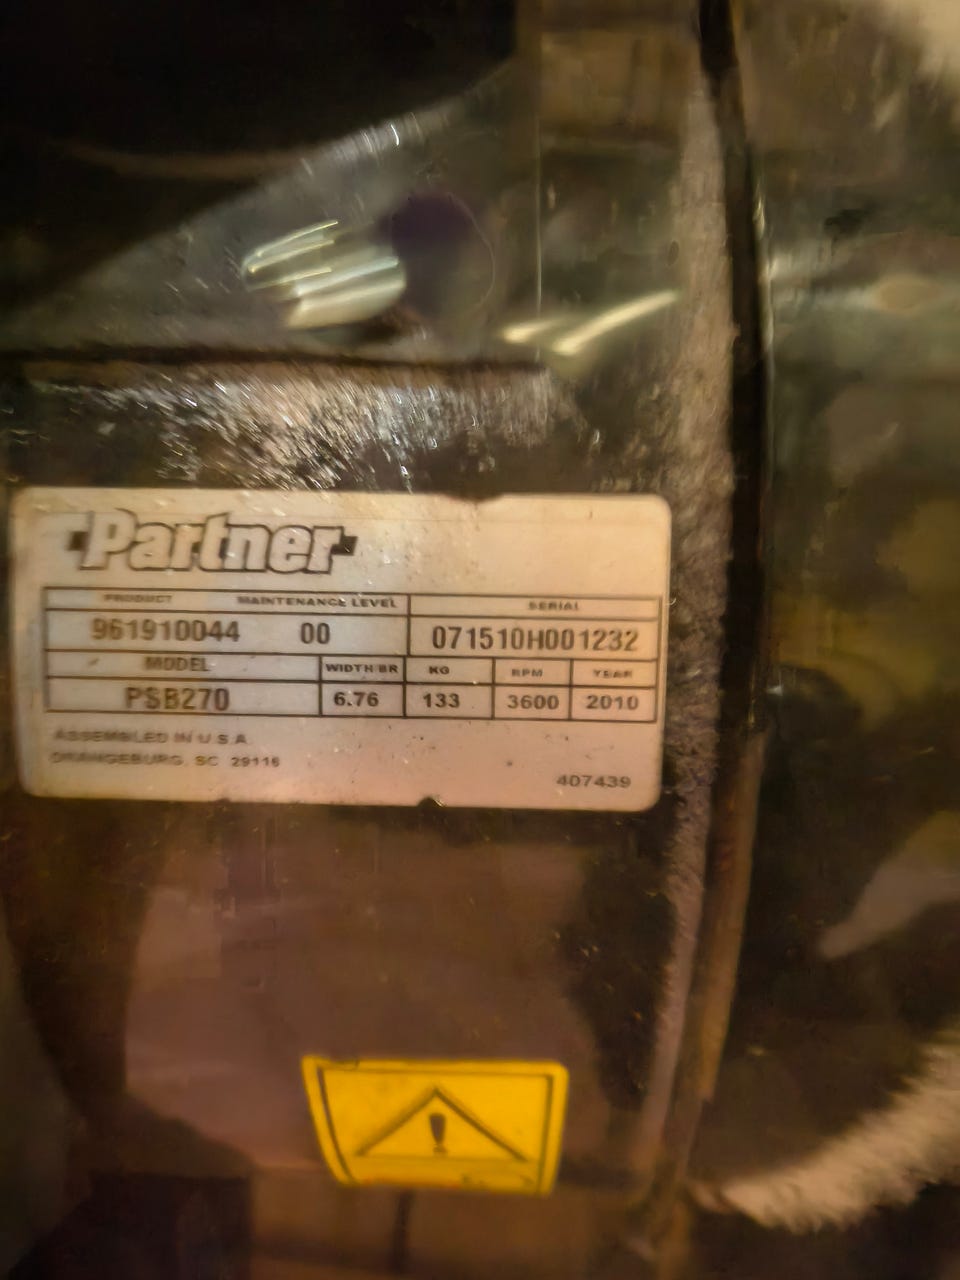 Partner
PRODUCT MAINTENANCE LEVEL SERIAL
961910044 00 071510H001232
MODEL WIDTH/BR KG RPM YEAR
PSB270 6.76 133 3600 2010
ASSEMBLED IN U.S.A.
ORANGEBURG, SC 29116
407439
!